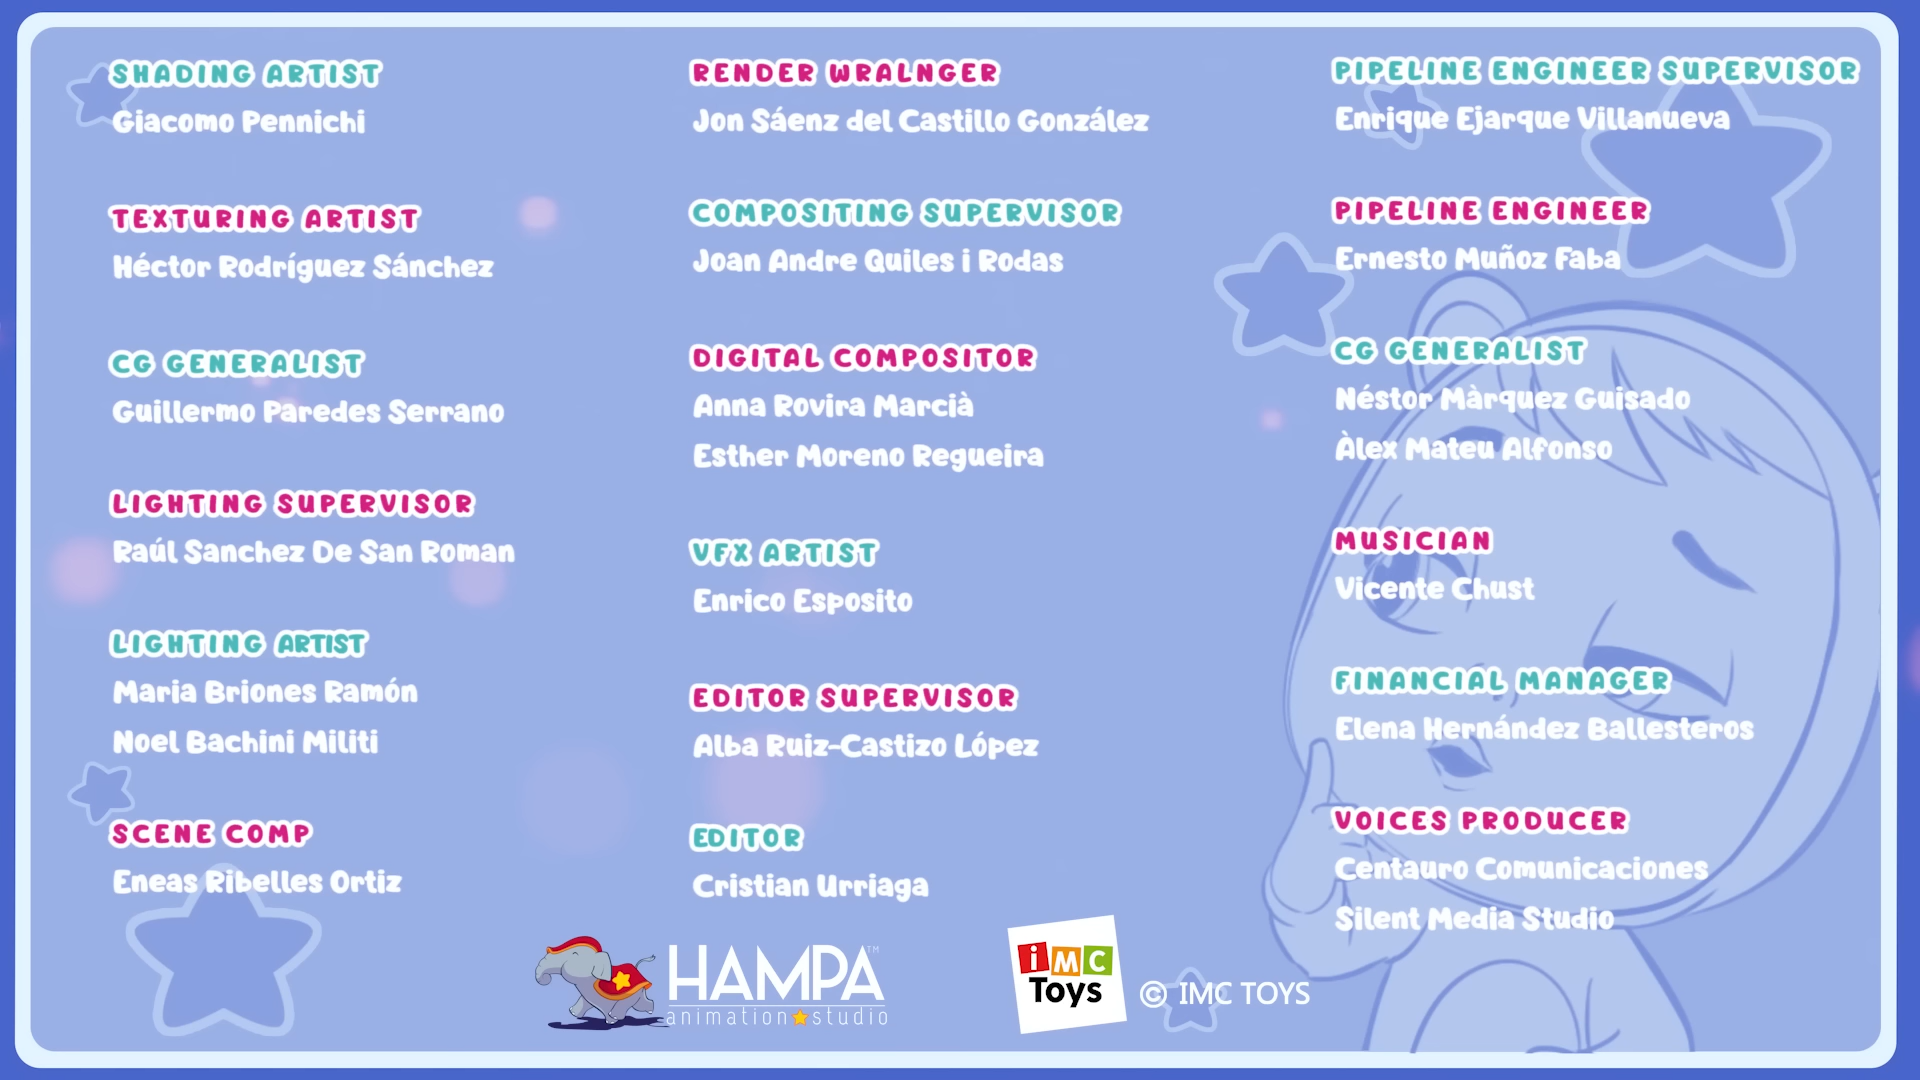 SHADING ARTIST
Giacomo Pennichi
TEXTURING ARTIST
Héctor Rodríguez Sánchez
CG GENERALIST
Guillermo Paredes Serrano
LIGHTING SUPERVISOR
Raúl Sanchez De San Roman
LIGHTING ARTIST
Maria Briones Ramón
Noel Bachini Militi
SCENE COMP
Eneas Ribelles Ortiz
RENDER WRALNGER
Jon Sáenz del Castillo González
COMPOSITING SUPERVISOR
Joan Andre Quiles i Rodas
DIGITAL COMPOSITOR
Anna Rovira Marcià
Esther Moreno Regueira
VFX ARTIST
Enrico Esposito
EDITOR SUPERVISOR
Alba Ruiz-Castizo López
EDITOR
Cristian Urriaga
PIPELINE ENGINEER SUPERVISOR
Enrique Ejarque Villanueva
PIPELINE ENGINEER
Ernesto Muñoz Faba
CG GENERALIST
Néstor Màrquez Guisado
Àlex Mateu Alfonso
MUSICIAN
Vicente Chust
FINANCIAL MANAGER
Elena Hernández Ballesteros
VOICES PRODUCER
Centauro Comunicaciones
Silent Media Studio
HAMPA™
animation studio
iMC
Toys
© IMC TOYS